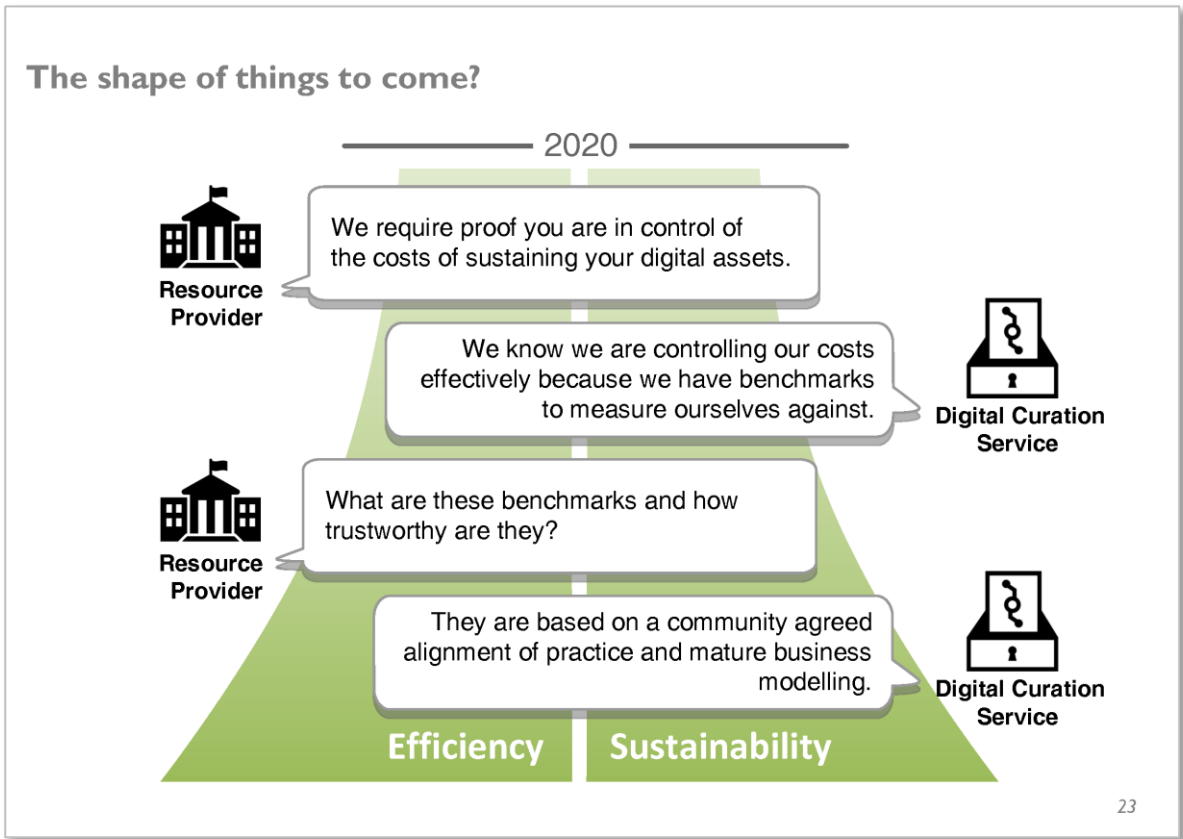 The shape of things to come?
2020
Resource
Provider
We require proof you are in control of
the costs of sustaining your digital assets.
We know we are controlling our costs
effectively because we have benchmarks
to measure ourselves against.
Digital Curation
Service
Resource
Provider
What are these benchmarks and how
trustworthy are they?
They are based on a community agreed
alignment of practice and mature business
modelling.
Digital Curation
Service
Efficiency
Sustainability
23